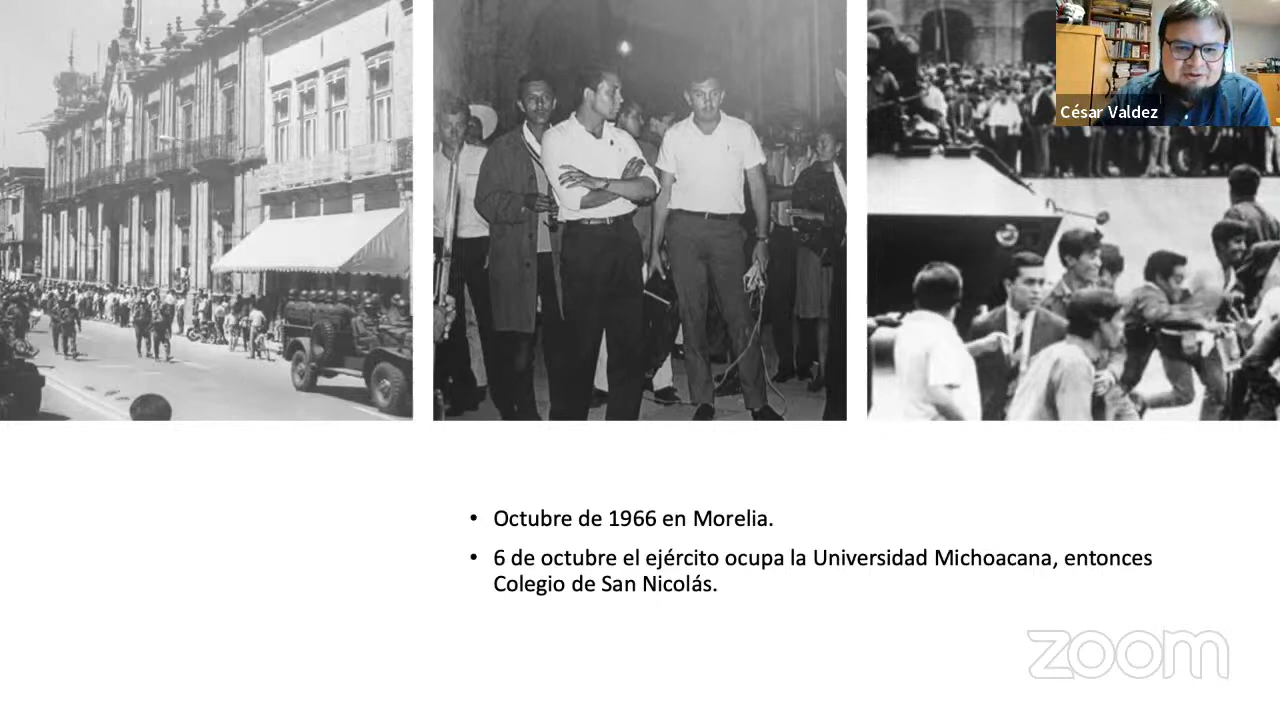 César Valdez
• Octubre de 1966 en Morelia.
• 6 de octubre el ejército ocupa la Universidad Michoacana, entonces
Colegio de San Nicolás.
zoom